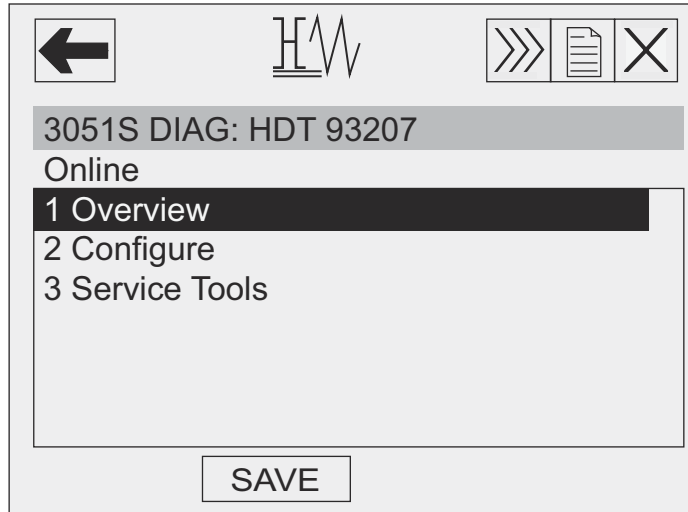 3051S DIAG: HDT 93207
Online
1 Overview
2 Configure
3 Service Tools
SAVE